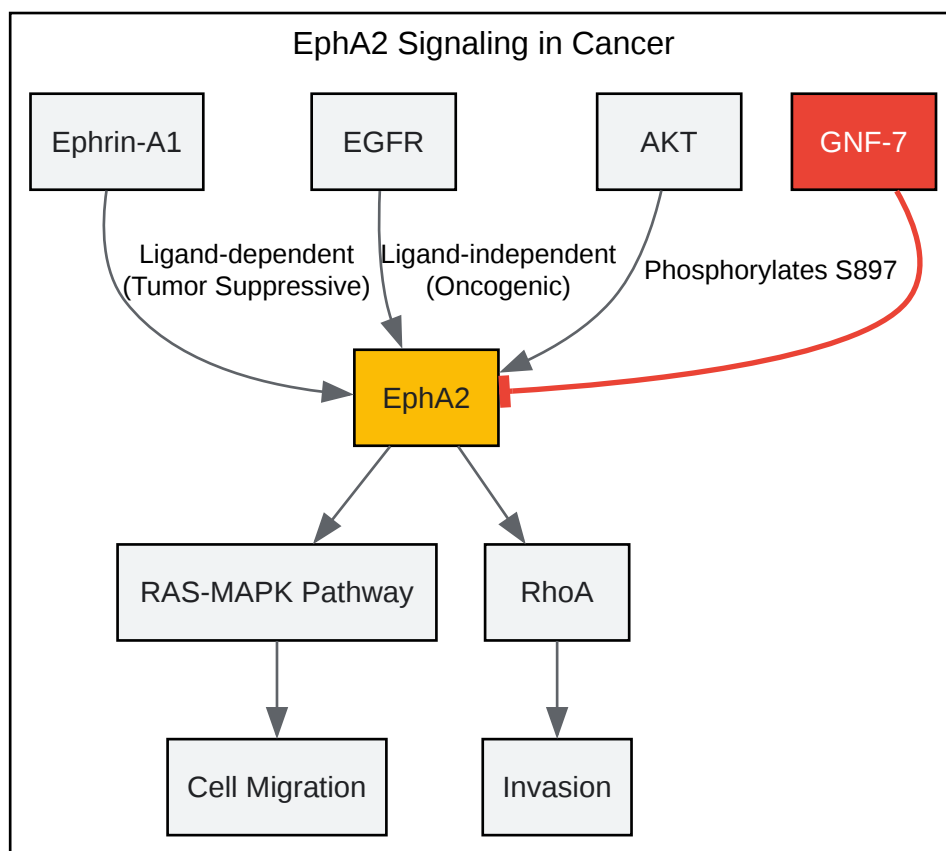 EphA2 Signaling in Cancer
Ephrin-A1
EGFR
AKT
GNF-7
Ligand-dependent
(Tumor Suppressive)
Ligand-independent
(Oncogenic)
Phosphorylates S897
EphA2
RAS-MAPK Pathway
RhoA
Cell Migration
Invasion